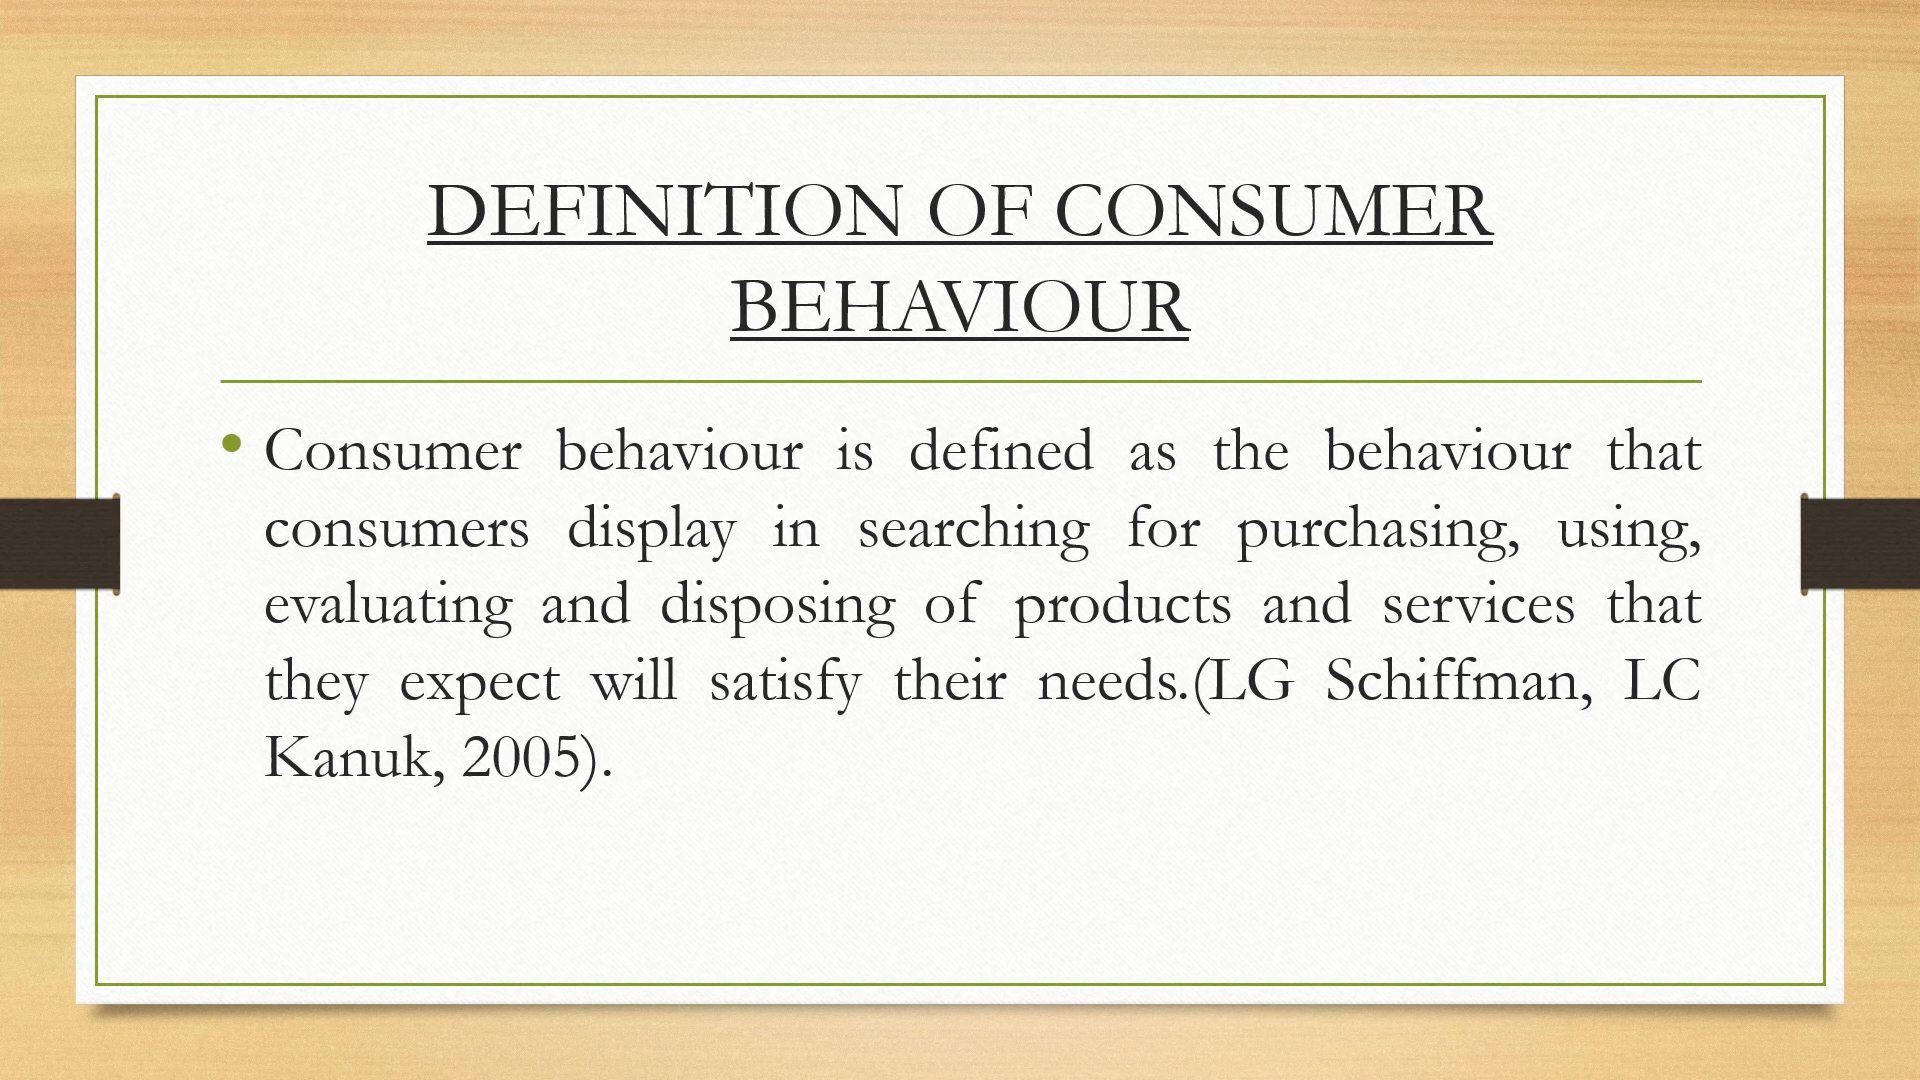 DEFINITION OF CONSUMER
BEHAVIOUR
• Consumer behaviour is defined as the behaviour that
consumers display in searching for purchasing, using,
evaluating and disposing of products and services that
they expect will satisfy their needs.(LG Schiffman, LC
Kanuk, 2005).